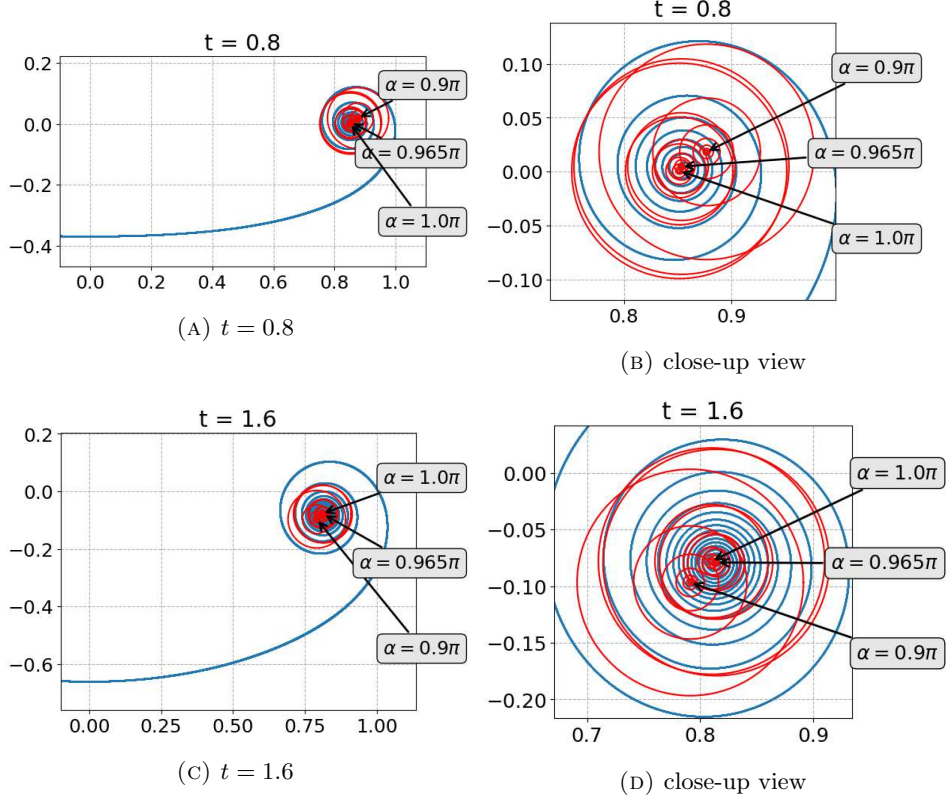 t = 0.8
0.2
0.0
−0.2
−0.4
0.0 0.2 0.4 0.6 0.8 1.0
α = 0.9π
α = 0.965π
α = 1.0π
(A) t = 0.8
t = 0.8
0.10
0.05
0.00
−0.05
−0.10
0.8 0.9
α = 0.9π
α = 0.965π
α = 1.0π
(B) close-up view
t = 1.6
0.2
0.0
−0.2
−0.4
−0.6
0.00 0.25 0.50 0.75 1.00
α = 1.0π
α = 0.965π
α = 0.9π
(C) t = 1.6
t = 1.6
0.00
−0.05
−0.10
−0.15
−0.20
0.7 0.8 0.9
α = 1.0π
α = 0.965π
α = 0.9π
(D) close-up view